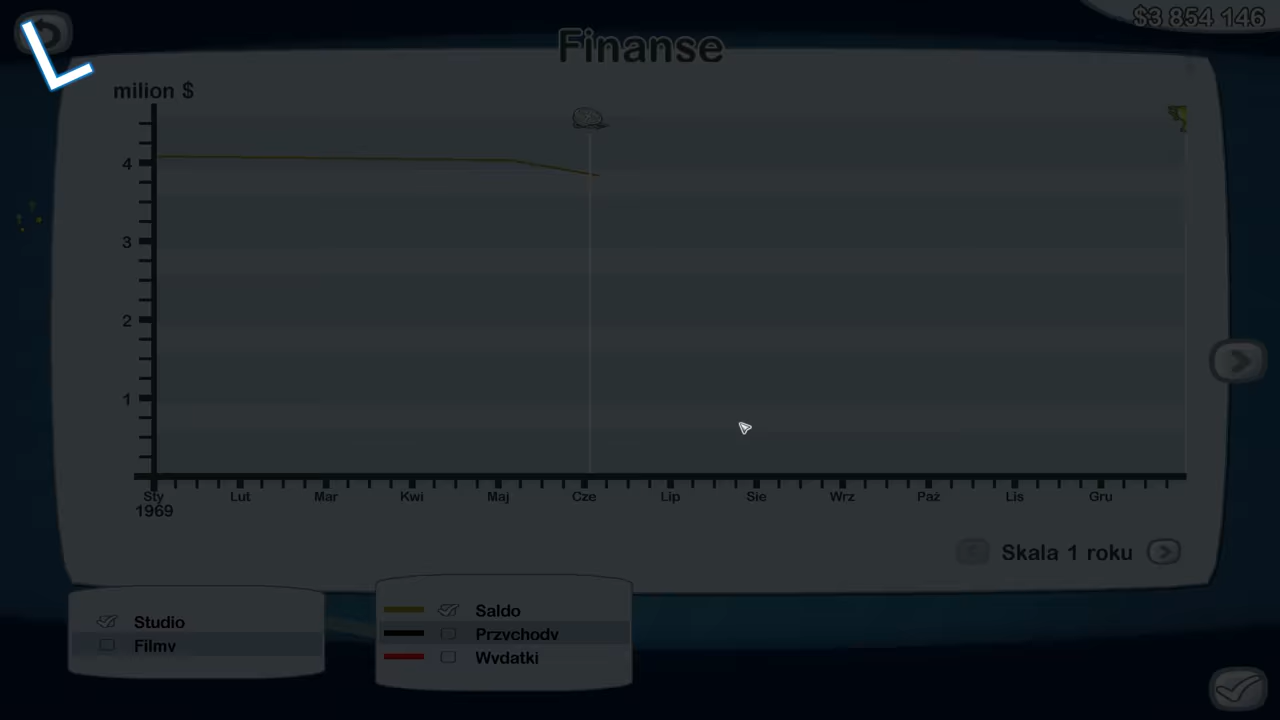 $3 854 146
Finanse
milion $
4
3
2
1
Sty Lut Mar Kwi Maj Cze Lip Sie Wrz Paź Lis Gru
1969
Skala 1 roku
Studio
Filmy
Saldo
Przychody
Wydatki